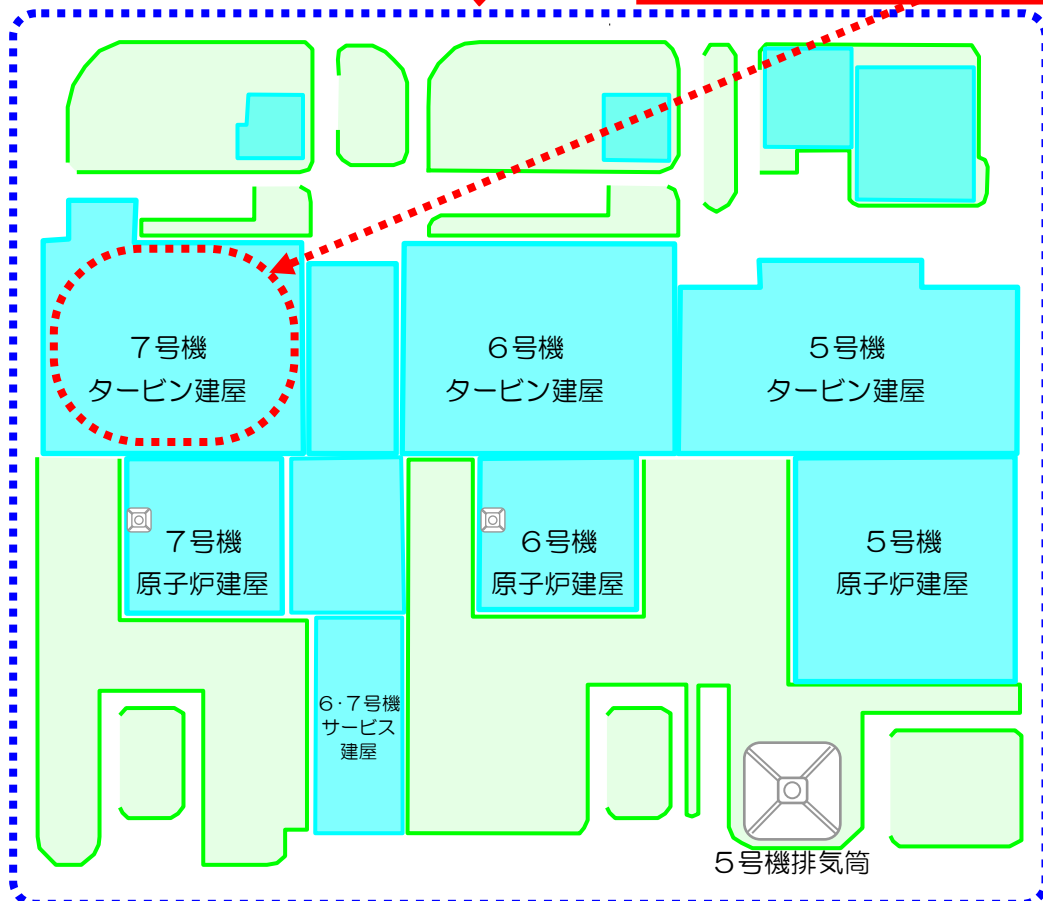 ７号機
タービン建屋
６号機
タービン建屋
５号機
タービン建屋
７号機
原子炉建屋
６号機
原子炉建屋
５号機
原子炉建屋
６･７号機
サービス
建屋
５号機排気筒